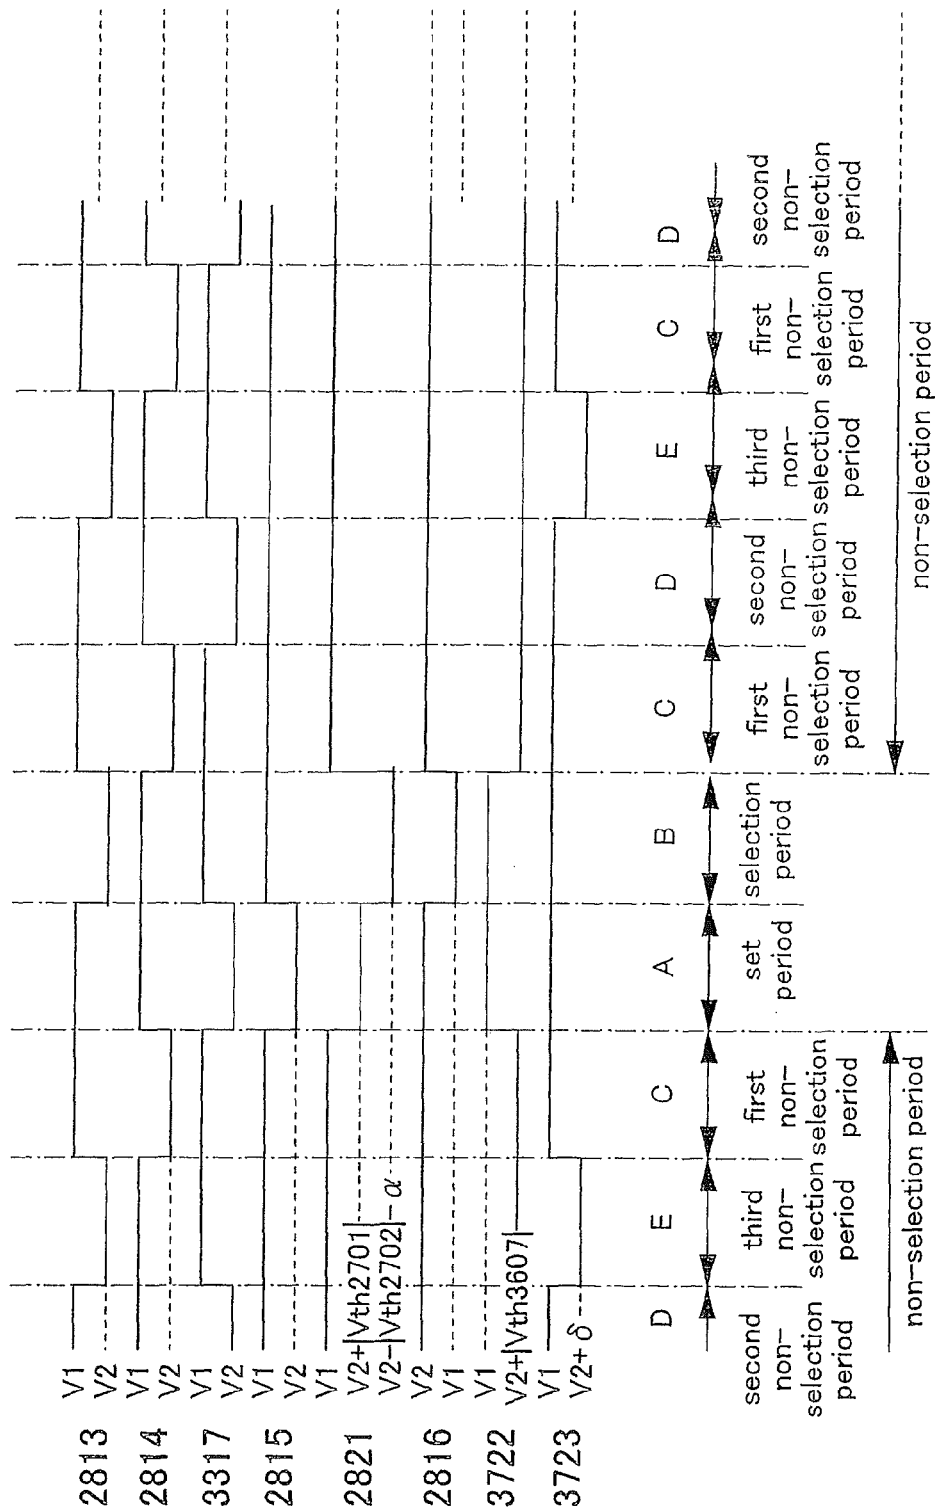 2813 V1
V2
2814 V1
V2
3317 V1
V2
2815 V1
V2
2821 V1
V2+|Vth2701|
V2-|Vth2702|-α
2816 V2
V1
3722 V1
V2+|Vth3607|
3723 V1
V2+δ
D E C A B C D E C D
second
non-
selection
period
third
non-
selection
period
first
non-
selection
period
set
period
selection
period
first
non-
selection
period
second
non-
selection
period
third
non-
selection
period
first
non-
selection
period
second
non-
selection
period
non-selection period
non-selection period